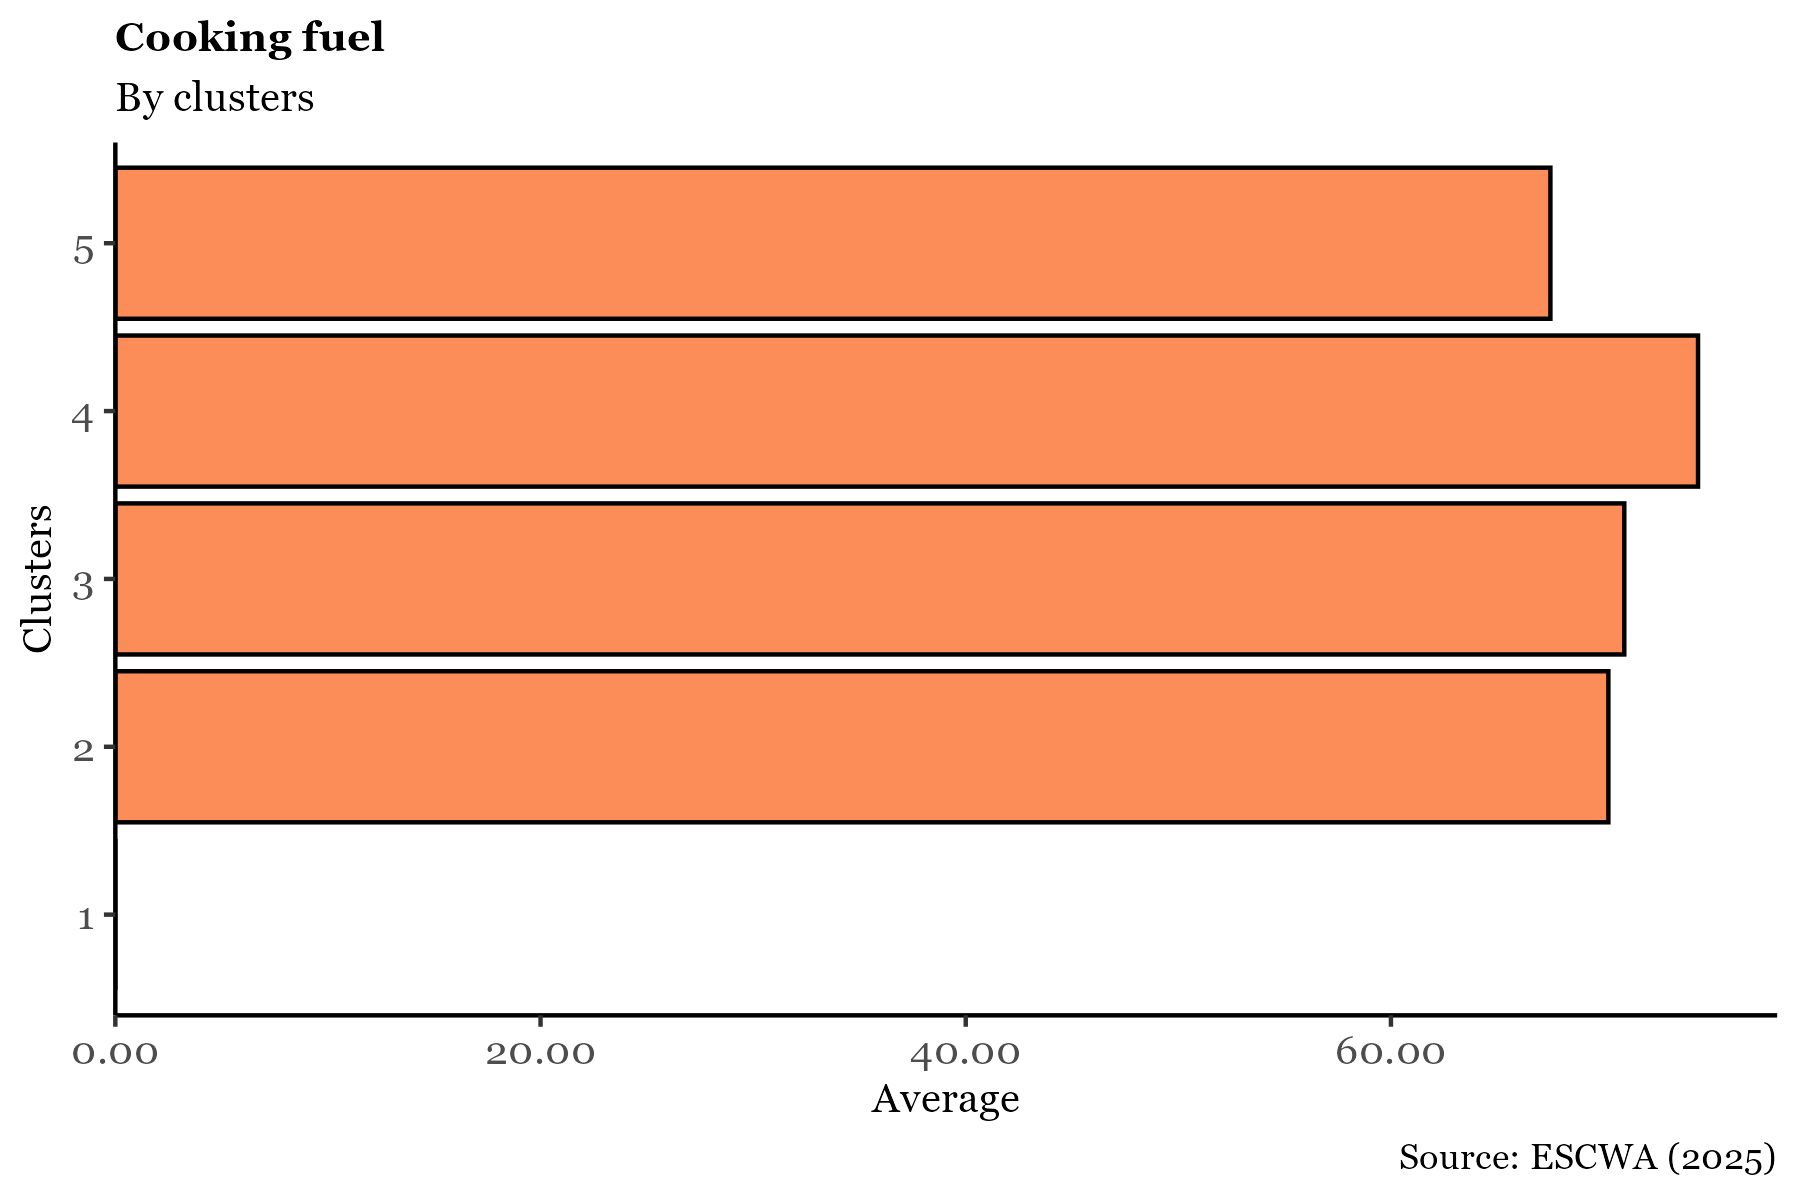 Cooking fuel
By clusters
5
4
3
2
1
Clusters
0.00 20.00 40.00 60.00
Average
Source: ESCWA (2025)